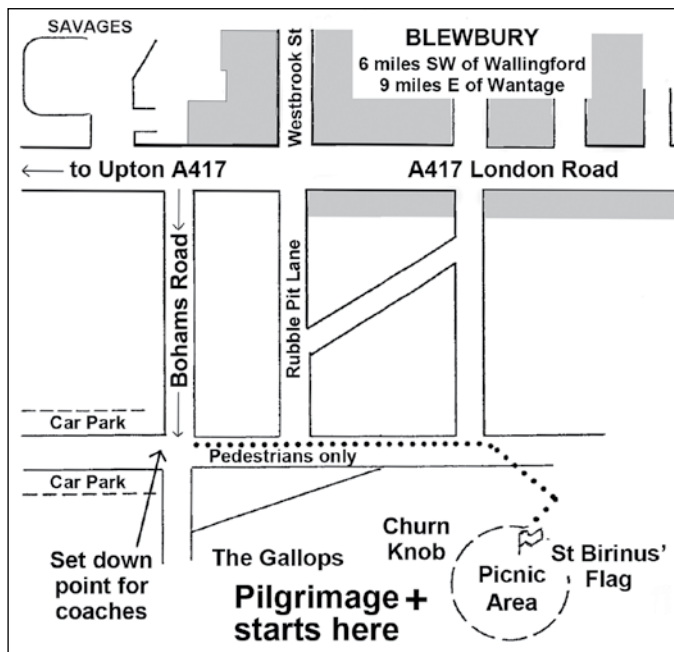 SAVAGES
Westbrook St
BLEWBURY
6 miles SW of Wallingford
9 miles E of Wantage
to Upton A417
A417 London Road
Bohams Road
Rubble Pit Lane
Car Park
Pedestrians only
Car Park
Set down
point for
coaches
The Gallops
Churn
Knob
St Birinus’
Flag
Picnic
Area
Pilgrimage +
starts here